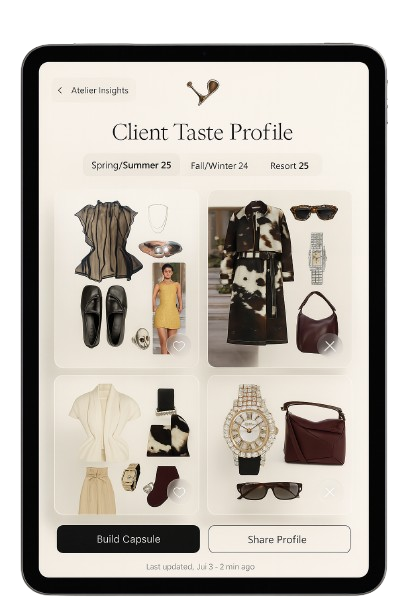 Atelier Insights
Client Taste Profile
Spring/Summer 25 Fall/Winter 24 Resort 25
Build Capsule Share Profile
Last updated, Jul 3 - 2 min ago